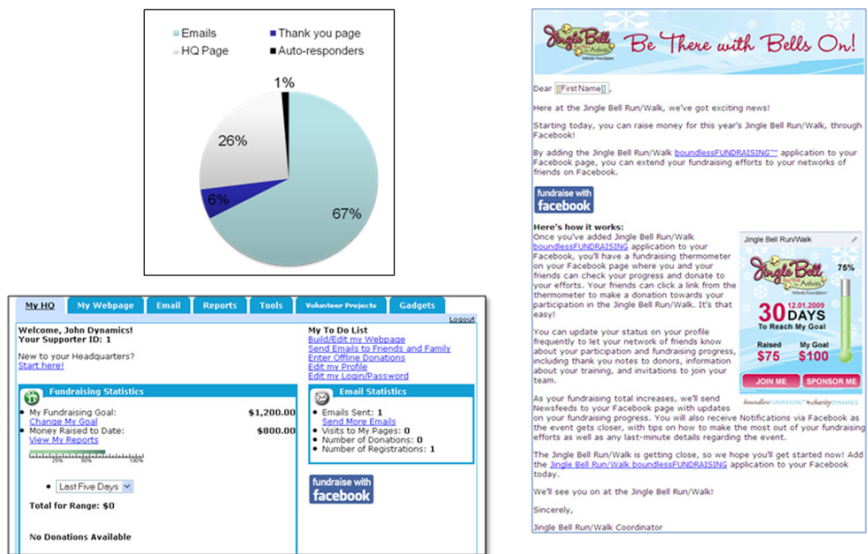 Emails
Thank you page
HQ Page
Auto-responders
1%
26%
6%
67%
My HQ
My Webpage
Email
Reports
Tools
Volunteer Projects
Gadgets
Logout
Welcome, John Dynamics!
Your Supporter ID: 1
New to your Headquarters?
Start here!
My To Do List
Build/Edit my Webpage
Send Emails to Friends and Family
Enter Offline Donations
Edit my Profile
Edit my Login/Password
Fundraising Statistics
My Fundraising Goal: $1,200.00
Change My Goal
Money Raised to Date: $800.00
View My Reports
25% 50% 100%
Last Five Days
Total for Range: $0
No Donations Available
Email Statistics
Emails Sent: 1
Send More Emails
Visits to My Pages: 0
Number of Donations: 0
Number of Registrations: 1
fundraise with
facebook
Jingle Bell
Be There with Bells On!
Dear [[First Name]],
Here at the Jingle Bell Run/Walk, we've got exciting news!
Starting today, you can raise money for this year's Jingle Bell Run/Walk, through
Facebook!
By adding the Jingle Bell Run/Walk boundlessFUNDRAISING™ application to your
Facebook page, you can extend your fundraising efforts to your networks of
friends on Facebook.
fundraise with
facebook
Here's how it works:
Once you've added Jingle Bell Run/Walk
boundlessFUNDRAISING application to your
Facebook, you'll have a fundraising thermometer
on your Facebook page where you and your
friends can check your progress and donate to
your efforts. Your friends can click a link from the
thermometer to make a donation towards your
participation in the Jingle Bell Run/Walk. It's that
easy!
You can update your status on your profile
frequently to let your network of friends know
about your participation and fundraising progress,
including thank you notes to donors, information
about your training, and invitations to join your
team.
Jingle Bell Run/Walk
75%
Jingle Bell
30 DAYS
12.01.2009
To Reach My Goal
Raised
$75
My Goal
$100
JOIN ME
SPONSOR ME
boundlessFUNDRAISING by charityDYNAMICS
As your fundraising total increases, we'll send
Newsfeeds to your Facebook page with updates
on your fundraising progress. You will also receive Notifications via Facebook as
the event gets closer, with tips on how to make the most out of your fundraising
efforts as well as any last-minute details regarding the event.
The Jingle Bell Run/Walk is getting close, so we hope you'll get started now! Add
the Jingle Bell Run/Walk boundlessFUNDRAISING application to your Facebook
today.
We'll see you on at the Jingle Bell Run/Walk!
Sincerely,
Jingle Bell Run/Walk Coordinator